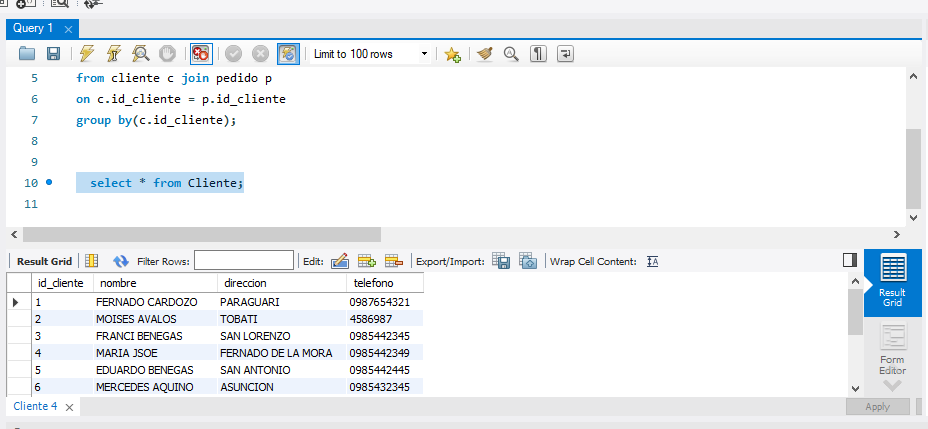 Query 1
Limit to 100 rows
5 from cliente c join pedido p
6 on c.id_cliente = p.id_cliente
7 group by(c.id_cliente);
8
9
10 select * from Cliente;
11
Result Grid Filter Rows: Edit: Export/Import: Wrap Cell Content:
id_cliente nombre direccion telefono
1 FERNADO CARDOZO PARAGUARI 0987654321
2 MOISES AVALOS TOBATI 4586987
3 FRANCI BENEGAS SAN LORENZO 0985442345
4 MARIA JSOE FERNADO DE LA MORA 0985442349
5 EDUARDO BENEGAS SAN ANTONIO 0985442445
6 MERCEDES AQUINO ASUNCION 0985432345
Result
Grid
Form
Editor
Cliente 4
Apply